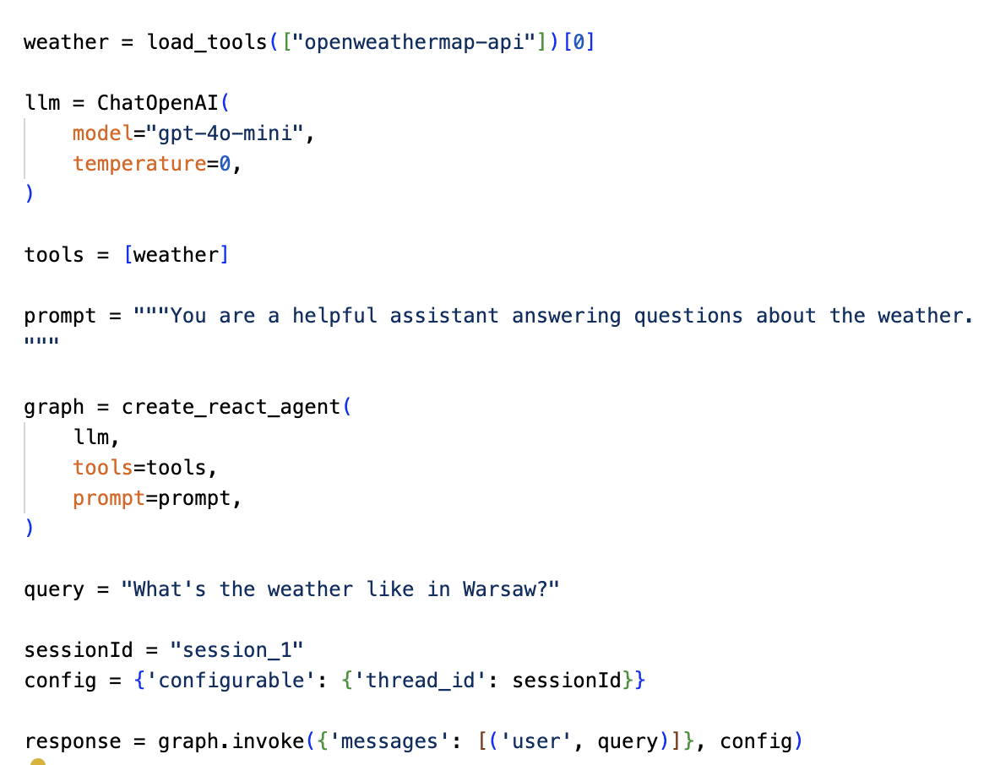 weather = load_tools(["openweathermap-api"])[0]
llm = ChatOpenAI(
    model="gpt-4o-mini",
    temperature=0,
)
tools = [weather]
prompt = """You are a helpful assistant answering questions about the weather.
"""
graph = create_react_agent(
    llm,
    tools=tools,
    prompt=prompt,
)
query = "What's the weather like in Warsaw?"
sessionId = "session_1"
config = {'configurable': {'thread_id': sessionId}}
response = graph.invoke({'messages': [('user', query)]}, config)